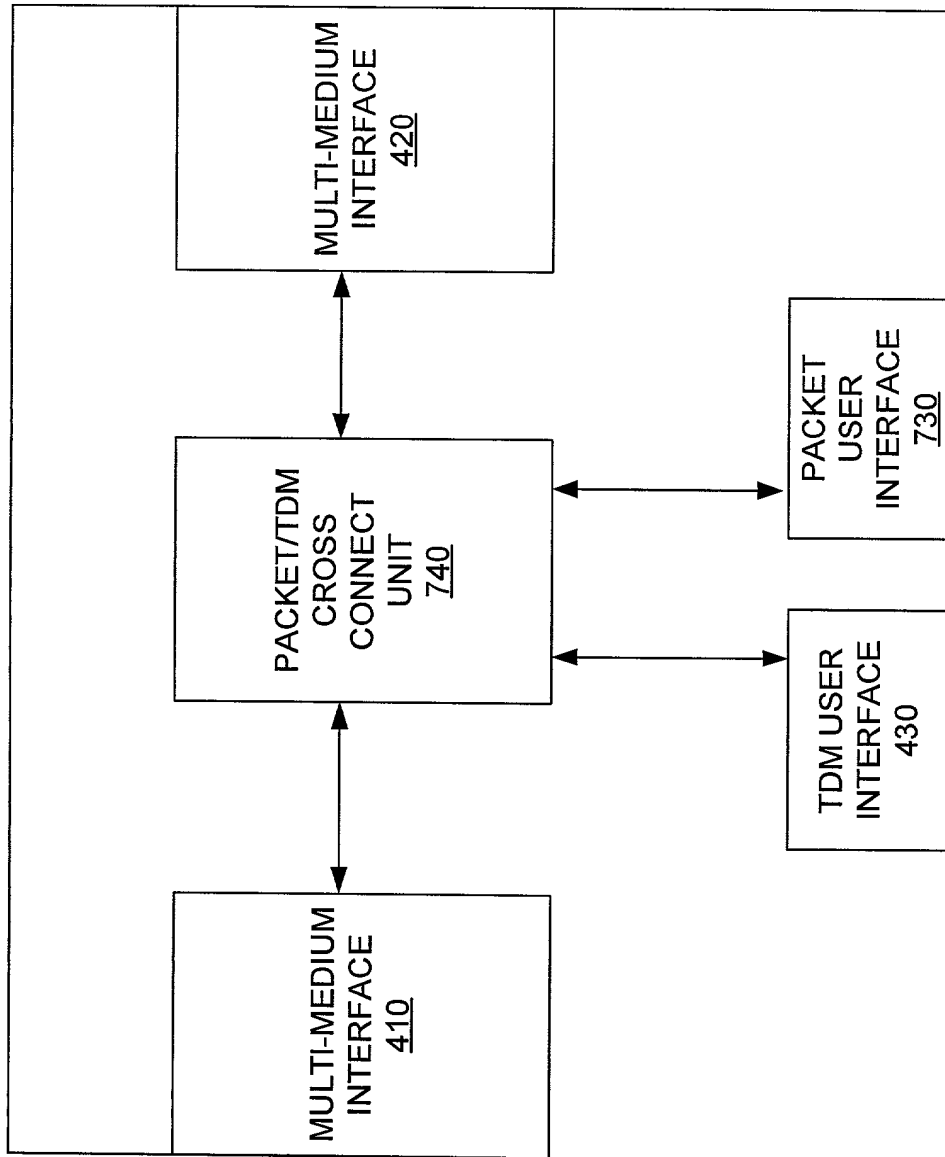 MULTI-MEDIUM
INTERFACE
410
PACKET/TDM
CROSS
CONNECT
UNIT
740
MULTI-MEDIUM
INTERFACE
420
TDM USER
INTERFACE
430
PACKET
USER
INTERFACE
730